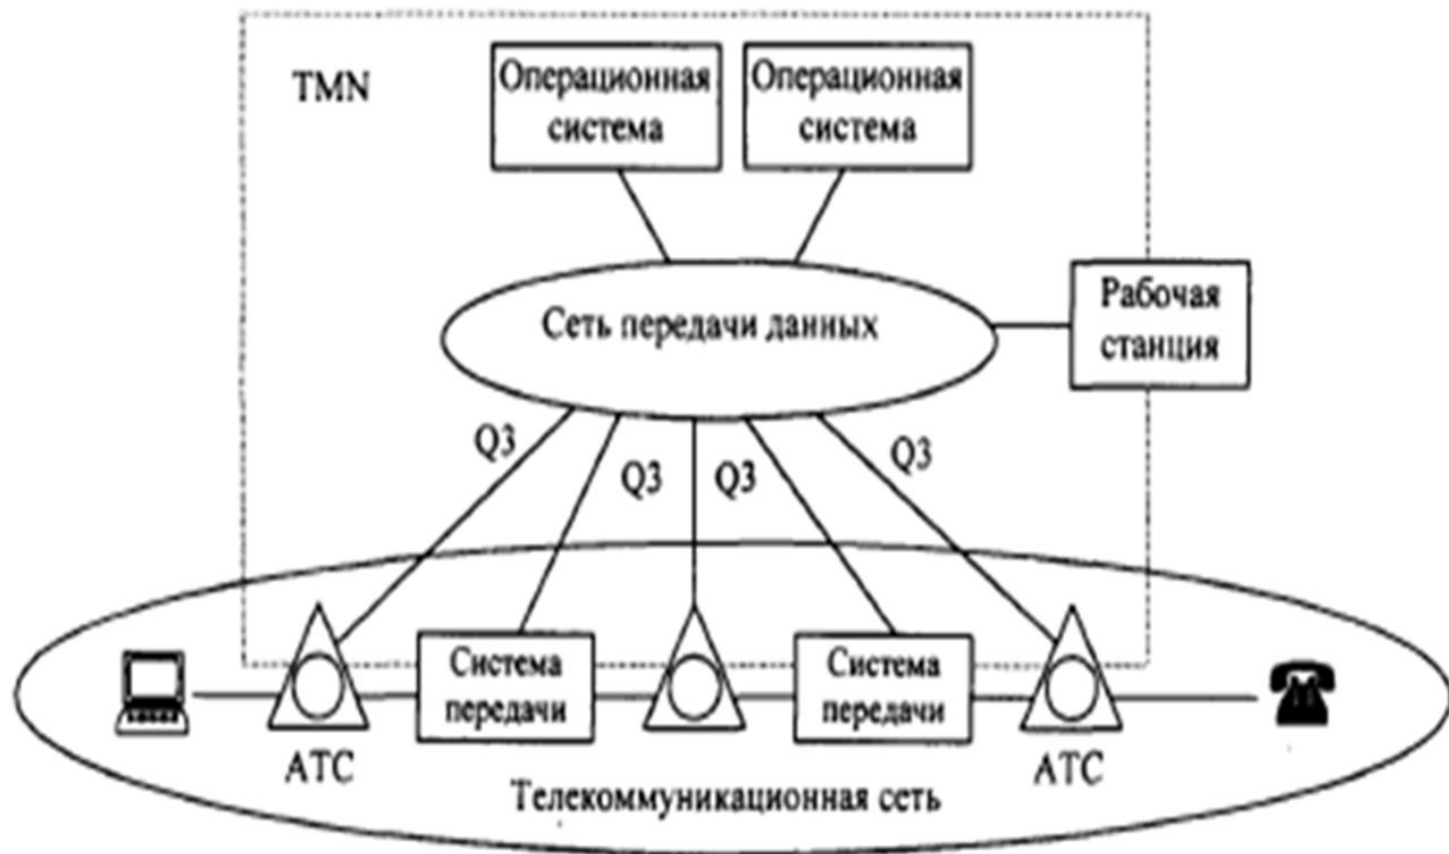 TMN
Операционная
система
Операционная
система
Сеть передачи данных
Рабочая
станция
Q3
Q3
Q3
Q3
Система
передачи
Система
передачи
АТС
АТС
Телекоммуникационная сеть